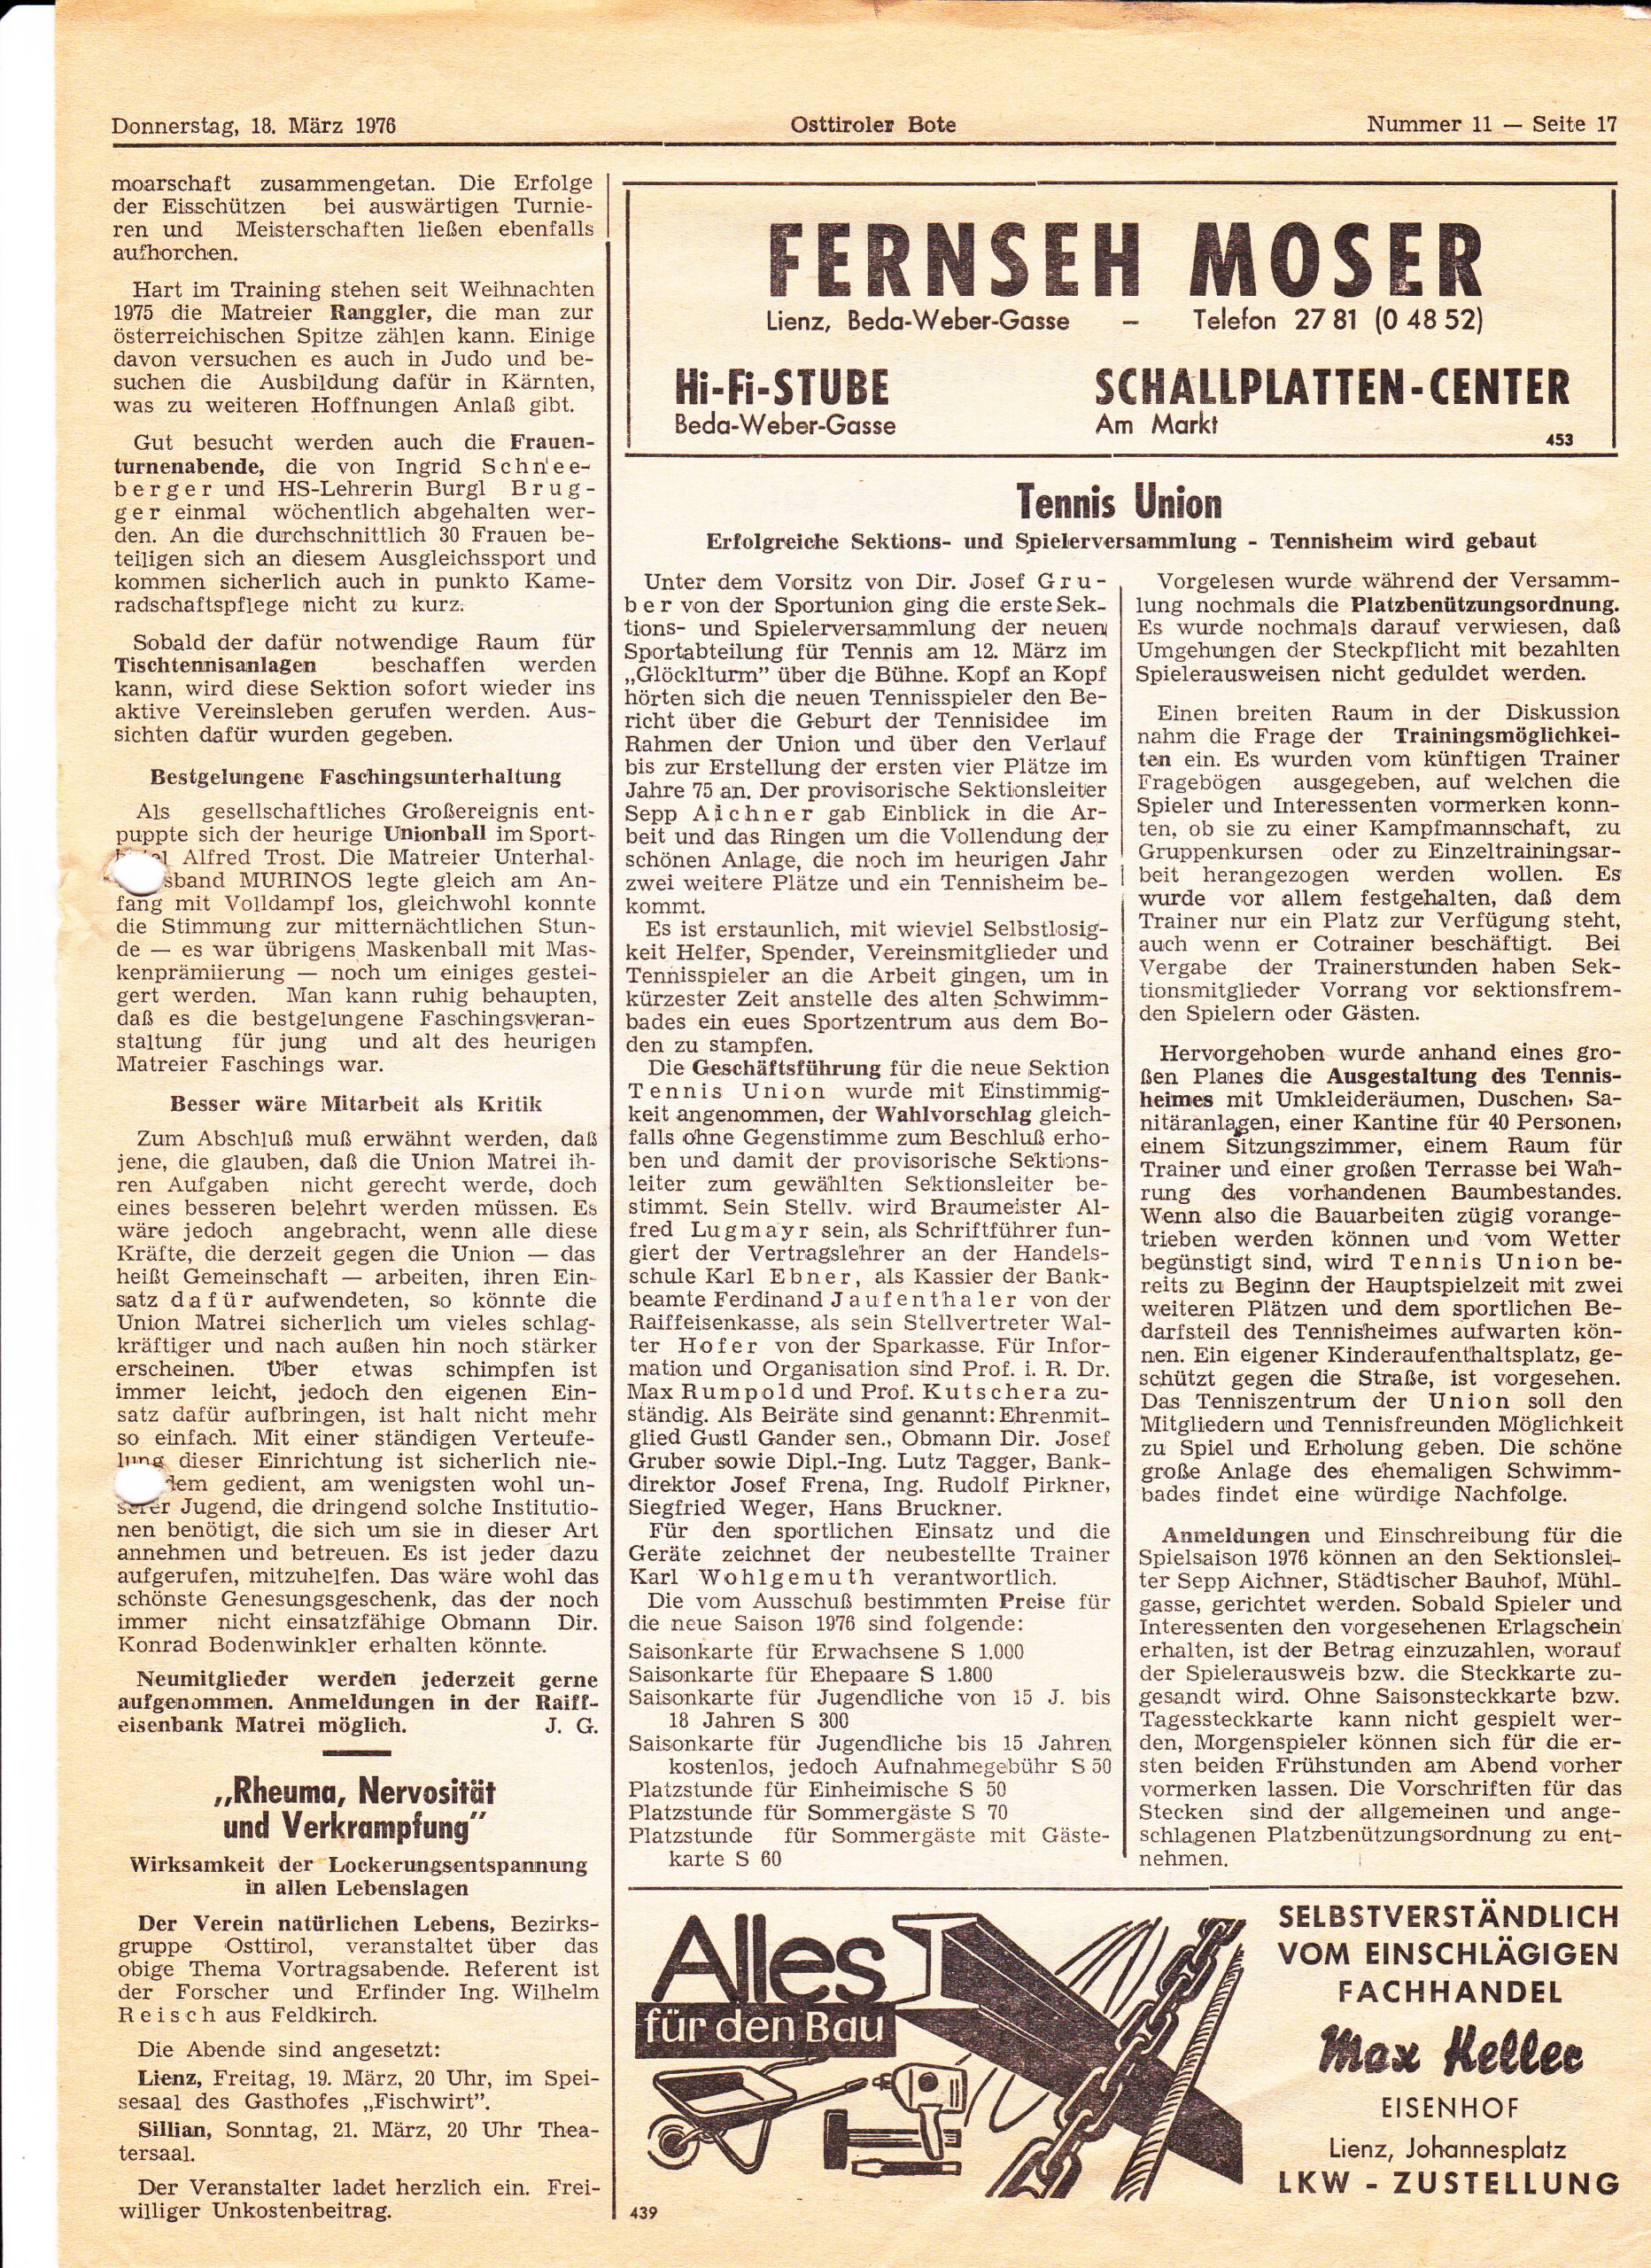 Donnerstag, 18. März 1976
Osttiroler Bote
Nummer 11 — Seite 17
moarschaft zusammengetan. Die Erfolge
der Eisschützen bei auswärtigen Turnie-
ren und Meisterschaften ließen ebenfalls
aufhorchen.
Hart im Training stehen seit Weihnachten
1975 die Matreier Ranggler, die man zur
österreichischen Spitze zählen kann. Einige
davon versuchen es auch in Judo und be-
suchen die Ausbildung dafür in Kärnten,
was zu weiteren Hoffnungen Anlaß gibt.
Gut besucht werden auch die Frauen-
turnenabende, die von Ingrid Schnee-
berger und HS-Lehrerin Burgl Brug-
ger einmal wöchentlich abgehalten wer-
den. An die durchschnittlich 30 Frauen be-
teiligen sich an diesem Ausgleichssport und
kommen sicherlich auch in punkto Kame-
radschaftspflege nicht zu kurz.
Sobald der dafür notwendige Raum für
Tischtennisanlagen beschaffen werden
kann, wird diese Sektion sofort wieder ins
aktive Vereinsleben gerufen werden. Aus-
sichten dafür wurden gegeben.
Bestgelungene Faschingsunterhaltung
Als gesellschaftliches Großereignis ent-
puppte sich der heurige Unionball im Sport-
Alfred Trost. Die Matreier Unterhal-
sband MURINOS legte gleich am An-
fang mit Volldampf los, gleichwohl konnte
die Stimmung zur mitternächtlichen Stun-
de — es war übrigens Maskenball mit Mas-
kenprämiierung — noch um einiges gestei-
gert werden. Man kann ruhig behaupten,
daß es die bestgelungene Faschingsveran-
staltung für jung und alt des heurigen
Matreier Faschings war.
Besser wäre Mitarbeit als Kritik
Zum Abschluß muß erwähnt werden, daß
jene, die glauben, daß die Union Matrei ih-
ren Aufgaben nicht gerecht werde, doch
eines besseren belehrt werden müssen. Es
wäre jedoch angebracht, wenn alle diese
Kräfte, die derzeit gegen die Union — das
heißt Gemeinschaft — arbeiten, ihren Ein-
satz dafür aufwendeten, so könnte die
Union Matrei sicherlich um vieles schlag-
kräftiger und nach außen hin noch stärker
erscheinen. Über etwas schimpfen ist
immer leicht, jedoch den eigenen Ein-
satz dafür aufbringen, ist halt nicht mehr
so einfach. Mit einer ständigen Verteufe-
lung dieser Einrichtung ist sicherlich nie-
dem gedient, am wenigsten wohl un-
serer Jugend, die dringend solche Institutio-
nen benötigt, die sich um sie in dieser Art
annehmen und betreuen. Es ist jeder dazu
aufgerufen, mitzuhelfen. Das wäre wohl das
schönste Genesungsgeschenk, das der noch
immer nicht einsatzfähige Obmann Dir.
Konrad Bodenwinkler erhalten könnte.
Neumitglieder werden jederzeit gerne
aufgenommen. Anmeldungen in der Raiff-
eisenbank Matrei möglich. J. G.
„Rheuma, Nervosität
und Verkrampfung"
Wirksamkeit der Lockerungsentspannung
in allen Lebenslagen
Der Verein natürlichen Lebens, Bezirks-
gruppe Osttirol, veranstaltet über das
obige Thema Vortragsabende. Referent ist
der Forscher und Erfinder Ing. Wilhelm
Reisch aus Feldkirch.
Die Abende sind angesetzt:
Lienz, Freitag, 19. März, 20 Uhr, im Spei-
sesaal des Gasthofes „Fischwirt".
Sillian, Sonntag, 21. März, 20 Uhr Thea-
tersaal.
Der Veranstalter ladet herzlich ein. Frei-
williger Unkostenbeitrag.
FERNSEH MOSER
Lienz, Beda-Weber-Gasse – Telefon 27 81 (0 48 52)
Hi-Fi-STUBE
Beda-Weber-Gasse
SCHALLPLATTEN-CENTER
Am Markt
453
Tennis Union
Erfolgreiche Sektions- und Spielerversammlung - Tennisheim wird gebaut
Unter dem Vorsitz von Dir. Josef Gru-
ber von der Sportunion ging die erste Sek-
tions- und Spielerversammlung der neuen
Sportabteilung für Tennis am 12. März im
„Glöcklturm" über die Bühne. Kopf an Kopf
hörten sich die neuen Tennisspieler den Be-
richt über die Geburt der Tennisidee im
Rahmen der Union und über den Verlauf
bis zur Erstellung der ersten vier Plätze im
Jahre 75 an. Der provisorische Sektionsleiter
Sepp Aichner gab Einblick in die Ar-
beit und das Ringen um die Vollendung der
schönen Anlage, die noch im heurigen Jahr
zwei weitere Plätze und ein Tennisheim be-
kommt.
Es ist erstaunlich, mit wieviel Selbstlosig-
keit Helfer, Spender, Vereinsmitglieder und
Tennisspieler an die Arbeit gingen, um in
kürzester Zeit anstelle des alten Schwimm-
bades ein eues Sportzentrum aus dem Bo-
den zu stampfen.
Die Geschäftsführung für die neue Sektion
Tennis Union wurde mit Einstimmig-
keit angenommen, der Wahlvorschlag gleich-
falls ohne Gegenstimme zum Beschluß erho-
ben und damit der provisorische Sektions-
leiter zum gewählten Sektionsleiter be-
stimmt. Sein Stellv. wird Braumeister Al-
fred Lugmayr sein, als Schriftführer fun-
giert der Vertragslehrer an der Handels-
schule Karl Ebner, als Kassier der Bank-
beamte Ferdinand Jaufenthaler von der
Raiffeisenkasse, als sein Stellvertreter Wal-
ter Hofer von der Sparkasse. Für Infor-
mation und Organisation sind Prof. i. R. Dr.
Max Rumpold und Prof. Kutschera zu-
ständig. Als Beiräte sind genannt: Ehrenmit-
glied Gustl Gander sen., Obmann Dir. Josef
Gruber sowie Dipl.-Ing. Lutz Tagger, Bank-
direktor Josef Frena, Ing. Rudolf Pirkner,
Siegfried Weger, Hans Bruckner.
Für den sportlichen Einsatz und die
Geräte zeichnet der neubestellte Trainer
Karl Wohlgemuth verantwortlich.
Die vom Ausschuß bestimmten Preise für
die neue Saison 1976 sind folgende:
Saisonkarte für Erwachsene S 1.000
Saisonkarte für Ehepaare S 1.800
Saisonkarte für Jugendliche von 15 J. bis
18 Jahren S 300
Saisonkarte für Jugendliche bis 15 Jahren
kostenlos, jedoch Aufnahmegebühr S 50
Platzstunde für Einheimische S 50
Platzstunde für Sommergäste S 70
Platzstunde für Sommergäste mit Gäste-
karte S 60
Vorgelesen wurde während der Versamm-
lung nochmals die Platzbenützungsordnung.
Es wurde nochmals darauf verwiesen, daß
Umgehungen der Steckpflicht mit bezahlten
Spielerausweisen nicht geduldet werden.
Einen breiten Raum in der Diskussion
nahm die Frage der Trainingsmöglichkei-
ten ein. Es wurden vom künftigen Trainer
Fragebögen ausgegeben, auf welchen die
Spieler und Interessenten vormerken konn-
ten, ob sie zu einer Kampfmannschaft, zu
Gruppenkursen oder zu Einzeltrainingsar-
beit herangezogen werden wollen. Es
wurde vor allem festgehalten, daß dem
Trainer nur ein Platz zur Verfügung steht,
auch wenn er Cotrainer beschäftigt. Bei
Vergabe der Trainerstunden haben Sek-
tionsmitglieder Vorrang vor sektionsfrem-
den Spielern oder Gästen.
Hervorgehoben wurde anhand eines gro-
ßen Planes die Ausgestaltung des Tennis-
heimes mit Umkleideräumen, Duschen, Sa-
nitäranlagen, einer Kantine für 40 Personen,
einem Sitzungszimmer, einem Raum für
Trainer und einer großen Terrasse bei Wah-
rung des vorhandenen Baumbestandes.
Wenn also die Bauarbeiten zügig vorange-
trieben werden können und vom Wetter
begünstigt sind, wird Tennis Union be-
reits zu Beginn der Hauptspielzeit mit zwei
weiteren Plätzen und dem sportlichen Be-
darfsteil des Tennisheimes aufwarten kön-
nen. Ein eigener Kinderaufenthaltsplatz, ge-
schützt gegen die Straße, ist vorgesehen.
Das Tenniszentrum der Union soll den
Mitgliedern und Tennisfreunden Möglichkeit
zu Spiel und Erholung geben. Die schöne
große Anlage des ehemaligen Schwimm-
bades findet eine würdige Nachfolge.
Anmeldungen und Einschreibung für die
Spielsaison 1976 können an den Sektionslei-
ter Sepp Aichner, Städtischer Bauhof, Mühl-
gasse, gerichtet werden. Sobald Spieler und
Interessenten den vorgesehenen Erlagschein
erhalten, ist der Betrag einzuzahlen, worauf
der Spielerausweis bzw. die Steckkarte zu-
gesandt wird. Ohne Saisonsteckkarte bzw.
Tagessteckkarte kann nicht gespielt wer-
den, Morgenspieler können sich für die er-
sten beiden Frühstunden am Abend vorher
vormerken lassen. Die Vorschriften für das
Stecken sind der allgemeinen und ange-
schlagenen Platzbenützungsordnung zu ent-
nehmen.
Alles
für den Bau
439
SELBSTVERSTÄNDLICH
VOM EINSCHLÄGIGEN
FACHHANDEL
Max Keller
EISENHOF
Lienz, Johannesplatz
LKW - ZUSTELLUNG